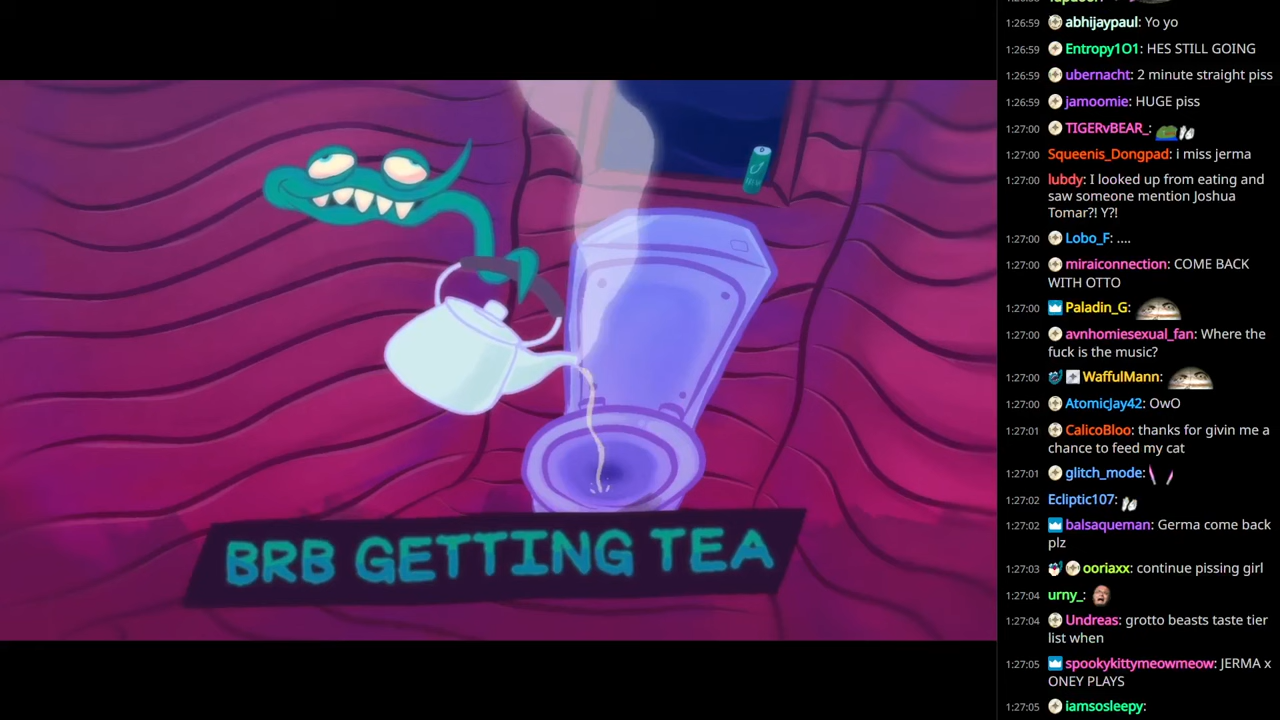 BRB GETTING TEA
1:26:59 abhijaypaul: Yo yo
1:26:59 Entropy1O1: HES STILL GOING
1:26:59 ubernacht: 2 minute straight piss
1:26:59 jamoomie: HUGE piss
1:27:00 TIGERvBEAR_:
1:27:00 Squeenis_Dongpad: i miss jerma
1:27:00 lubdy: I looked up from eating and
saw someone mention Joshua
Tomar?! Y?!
1:27:00 Lobo_F: ....
1:27:00 miraiconnection: COME BACK
WITH OTTO
1:27:00 Paladin_G:
1:27:00 avnhomiesexual_fan: Where the
fuck is the music?
1:27:00 WaffulMann:
1:27:00 AtomicJay42: OwO
1:27:01 CalicoBloo: thanks for givin me a
chance to feed my cat
1:27:01 glitch_mode:
1:27:02 Ecliptic107:
1:27:02 balsaqueman: Germa come back
plz
1:27:03 ooriaxx: continue pissing girl
1:27:04 urny_:
1:27:04 Undreas: grotto beasts taste tier
list when
1:27:05 spookykittymeowmeow: JERMA x
ONEY PLAYS
1:27:05 iamsosleepy: